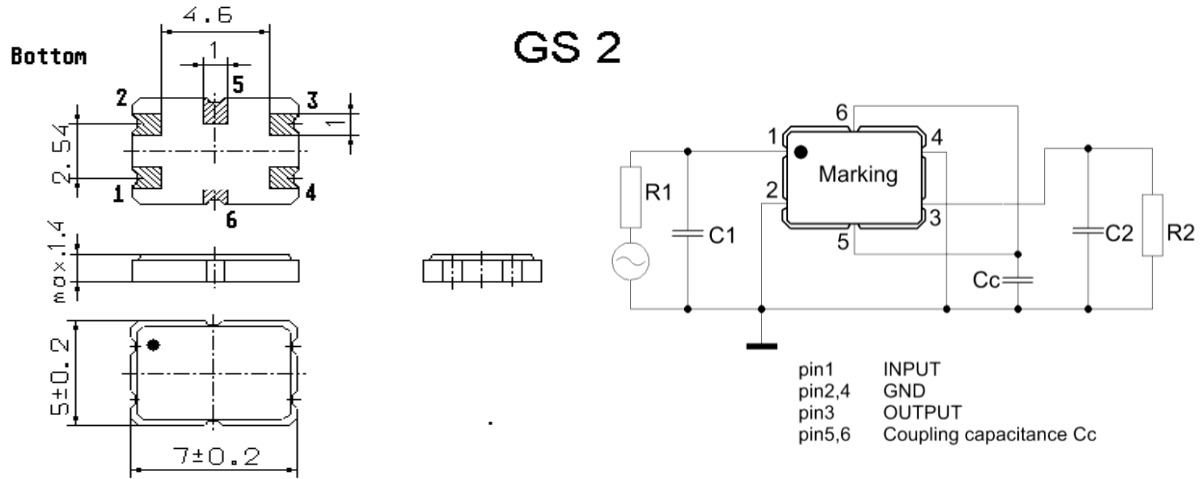 GS 2
Bottom
4.6
1
5
2
3
1
2.54
1
4
6
max.1.4
5±0.2
7±0.2
6
1
4
Marking
R1
2
3
C1
5
C2
R2
Cc
pin1 INPUT
pin2,4 GND
pin3 OUTPUT
pin5,6 Coupling capacitance Cc